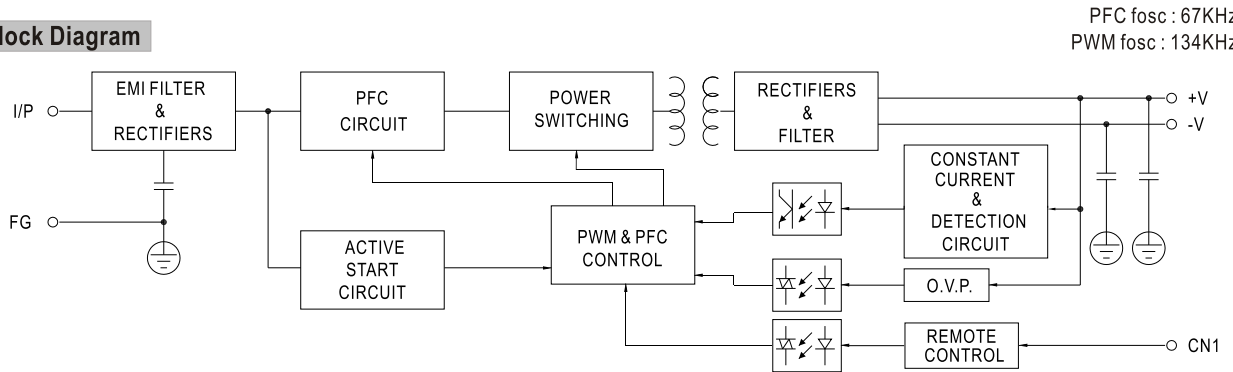 PFC fosc : 67KHz
lock Diagram
PWM fosc : 134KHz
I/P
EMI FILTER
&
RECTIFIERS
PFC
CIRCUIT
POWER
SWITCHING
RECTIFIERS
&
FILTER
+V
-V
FG
ACTIVE
START
CIRCUIT
PWM & PFC
CONTROL
CONSTANT
CURRENT
&
DETECTION
CIRCUIT
O.V.P.
REMOTE
CONTROL
CN1